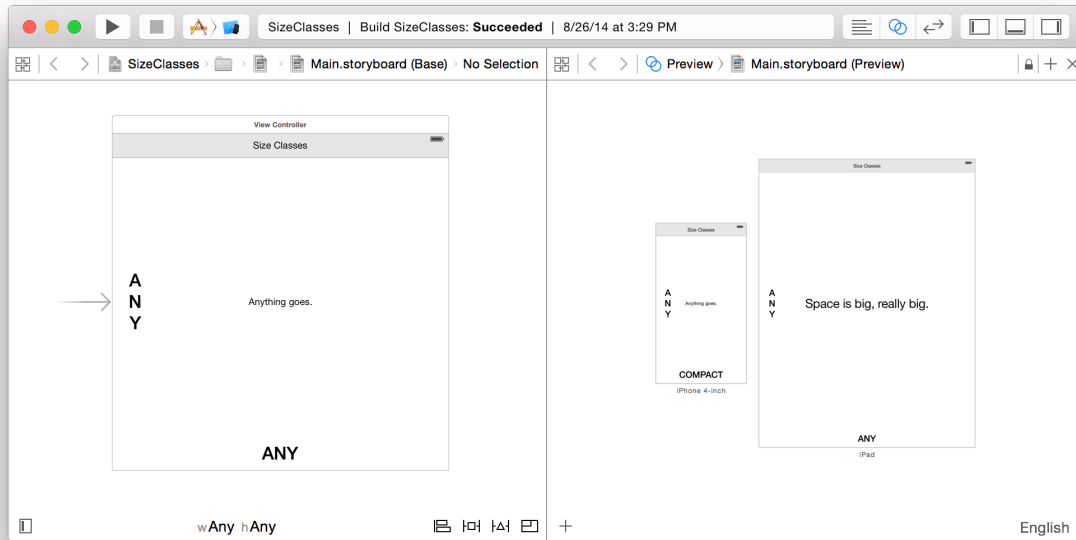 SizeClasses | Build SizeClasses: Succeeded | 8/26/14 at 3:29 PM
SizeClasses
Main.storyboard (Base)
No Selection
Preview
Main.storyboard (Preview)
View Controller
Size Classes
A
N
Y
Anything goes.
ANY
Size Classes
A
N
Y
Anything goes.
COMPACT
iPhone 4-inch
Size Classes
A
N
Y
Space is big, really big.
ANY
iPad
wAny hAny
English